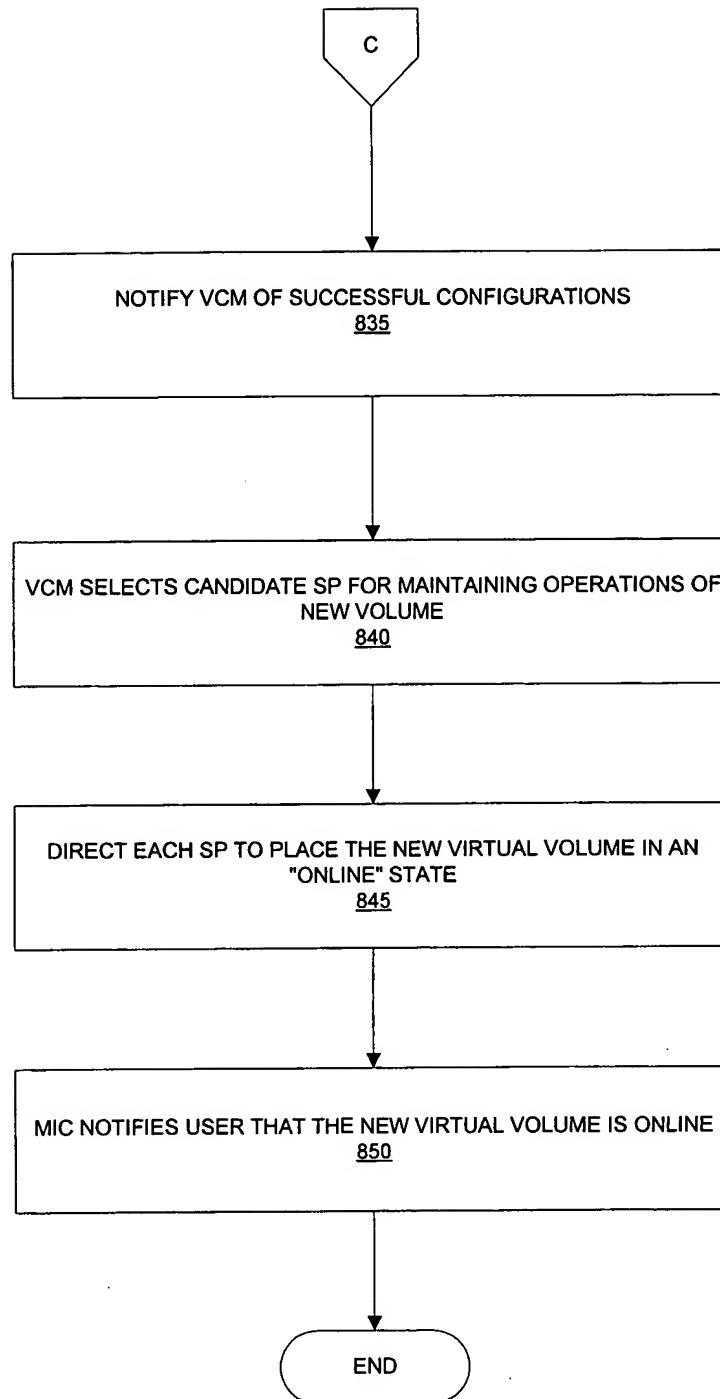 C
NOTIFY VCM OF SUCCESSFUL CONFIGURATIONS
835
VCM SELECTS CANDIDATE SP FOR MAINTAINING OPERATIONS OF
NEW VOLUME
840
DIRECT EACH SP TO PLACE THE NEW VIRTUAL VOLUME IN AN
"ONLINE" STATE
845
MIC NOTIFIES USER THAT THE NEW VIRTUAL VOLUME IS ONLINE
850
END